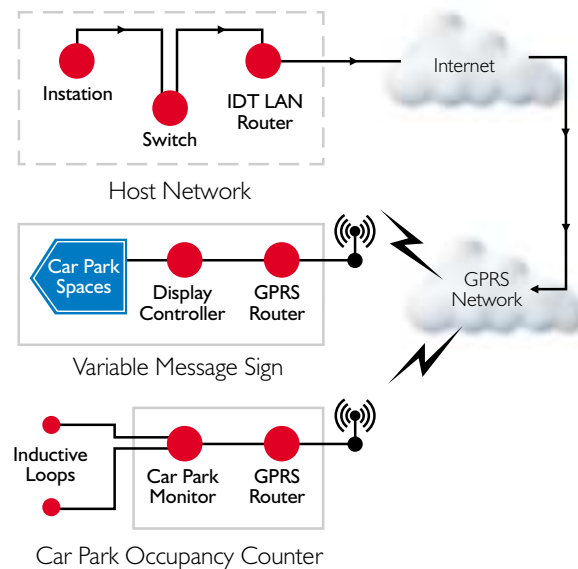 Instation
Switch
IDT LAN
Router
Internet
Host Network
Car Park
Spaces
Display
Controller
GPRS
Router
GPRS
Network
Variable Message Sign
Inductive
Loops
Car Park
Monitor
GPRS
Router
Car Park Occupancy Counter